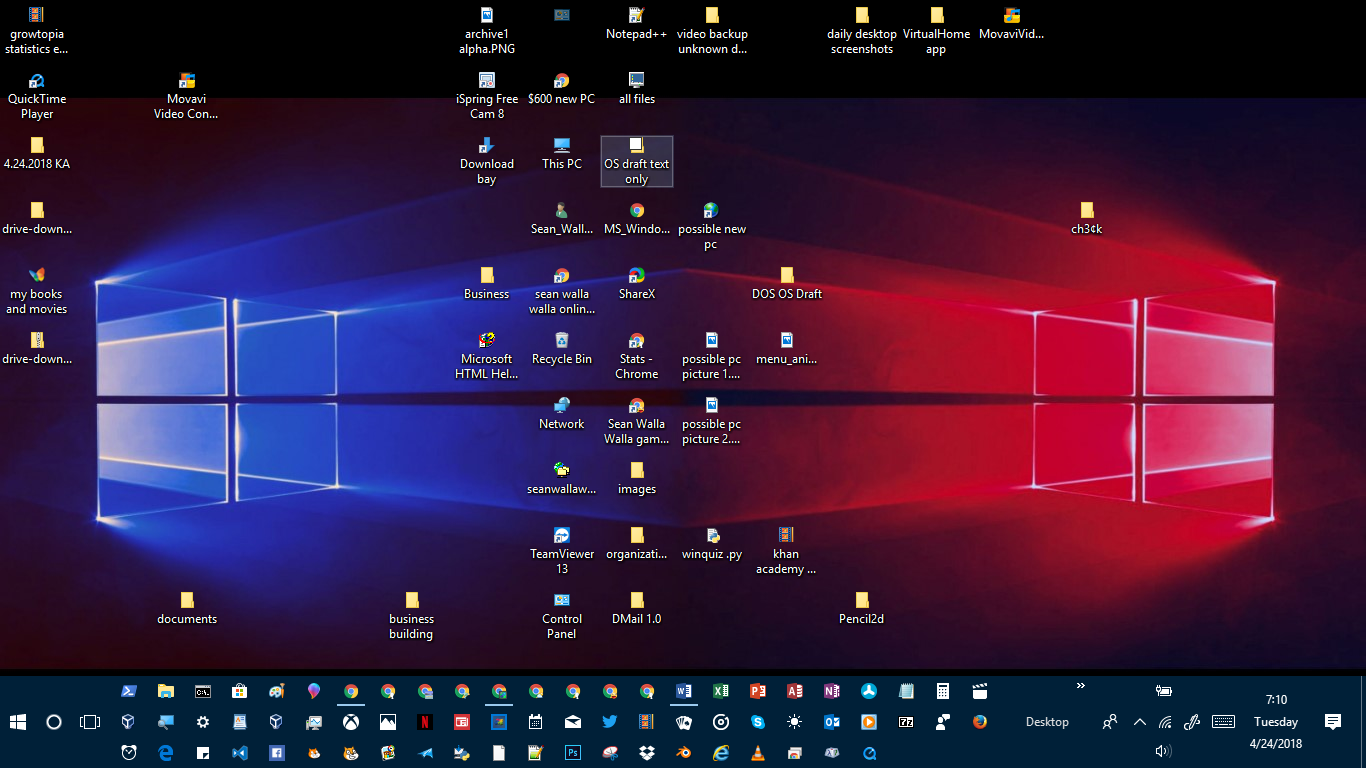 growtopia
statistics e...
archive1
alpha.PNG
Notepad++
video backup
unknown d...
daily desktop
screenshots
VirtualHome
app
MovaviVid...
QuickTime
Player
Movavi
Video Con...
iSpring Free
Cam 8
$600 new PC
all files
4.24.2018 KA
Download
bay
This PC
OS draft text
only
drive-down...
Sean_Wall...
MS_Windo...
possible new
pc
ch3¢k
my books
and movies
Business
sean walla
walla onlin...
ShareX
DOS OS Draft
drive-down...
Microsoft
HTML Hel...
Recycle Bin
Stats -
Chrome
possible pc
picture 1....
menu_ani...
Network
Sean Walla
Walla gam...
possible pc
picture 2....
seanwallaw...
images
TeamViewer
13
organizati...
winquiz .py
khan
academy ...
documents
business
building
Control
Panel
DMail 1.0
Pencil2d
7:10
Desktop
Tuesday
4/24/2018